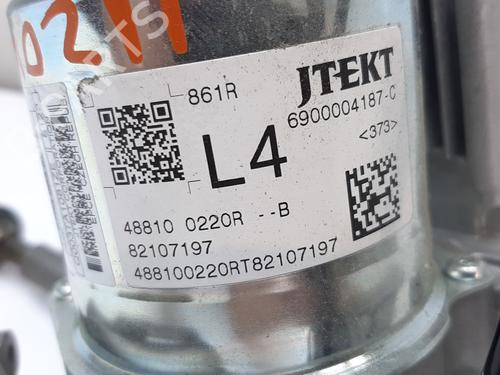 0211
861R
JTEKT
6900004187-C
<373>
L4
48810 0220R --B
82107197
488100220RT82107197